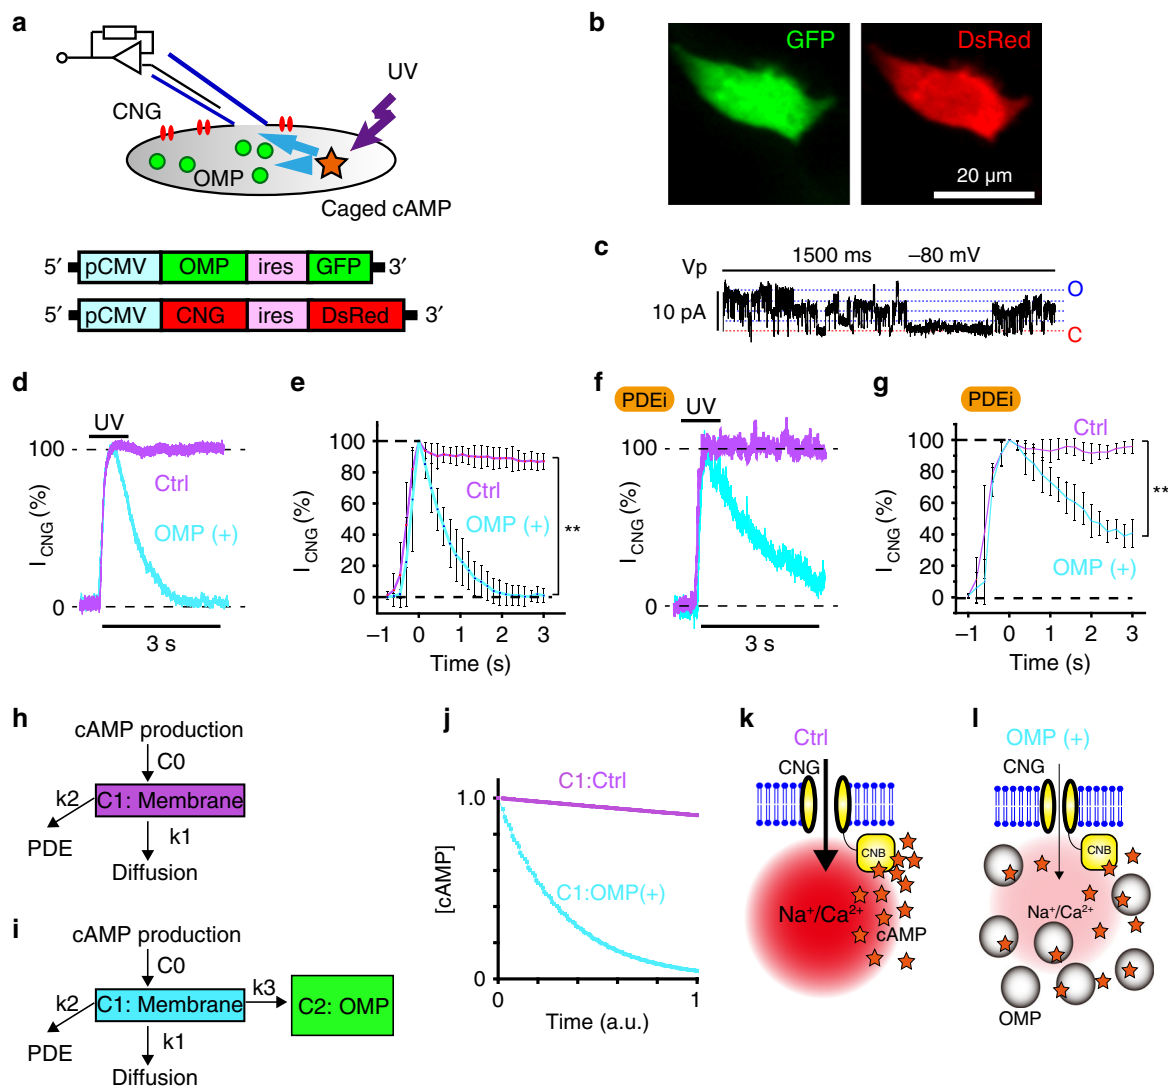 a
UV
CNG
OMP
Caged cAMP
5′ pCMV OMP ires GFP 3′
5′ pCMV CNG ires DsRed 3′
b
GFP
DsRed
20 µm
c
Vp 1500 ms –80 mV
O
10 pA
C
d
UV
100
Ctrl
I CNG (%)
OMP (+)
0
3 s
e
100
80
60
40
20
0
I CNG (%)
Ctrl
OMP (+)
**
–1 0 1 2 3
Time (s)
f
PDEi
UV
100
I CNG (%)
0
3 s
g
PDEi
Ctrl
100
80
60
40
20
0
I CNG (%)
**
OMP (+)
–1 0 1 2 3
Time (s)
h
cAMP production
C0
k2
C1: Membrane
PDE
k1
Diffusion
i
cAMP production
C0
k2
C1: Membrane
k3
C2: OMP
PDE
k1
Diffusion
j
1.0
C1:Ctrl
[cAMP]
C1:OMP(+)
0
0 1
Time (a.u.)
k
Ctrl
CNG
CNB
Na+/Ca2+
cAMP
l
OMP (+)
CNG
CNB
Na+/Ca2+
OMP